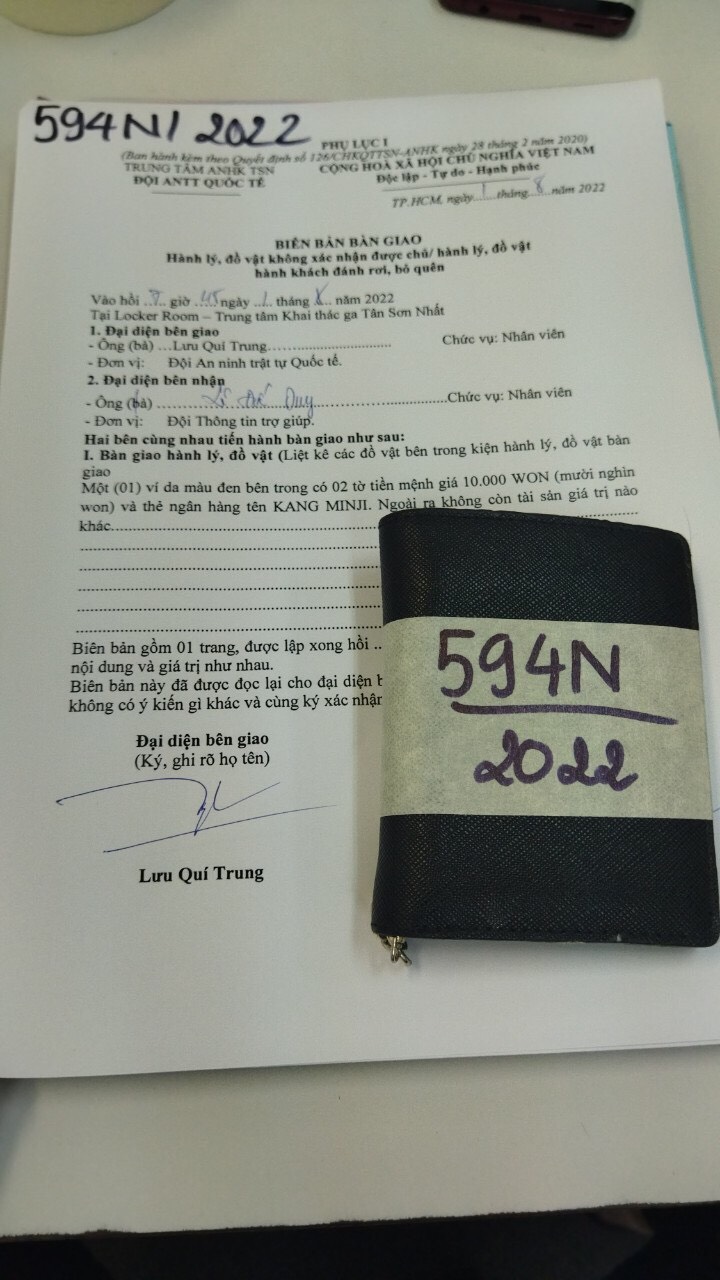 594N/ 2022
PHỤ LỤC I
(Ban hành kèm theo Quyết định số 126/CHKQTTSN-ANHK ngày 28 tháng 2 năm 2020)
TRUNG TÂM ANHK TSN CỘNG HOÀ XÃ HỘI CHỦ NGHĨA VIỆT NAM
ĐỘI ANTT QUỐC TẾ Độc lập - Tự do - Hạnh phúc
TP.HCM, ngày 1 tháng 8 năm 2022
BIÊN BẢN BÀN GIAO
Hành lý, đồ vật không xác nhận được chủ/ hành lý, đồ vật
hành khách đánh rơi, bỏ quên
Vào hồi ... giờ 45 ngày 1 tháng 8 năm 2022
Tại Locker Room – Trung tâm Khai thác ga Tân Sơn Nhất
1. Đại diện bên giao
- Ông (bà) ...Lưu Quí Trung............ Chức vụ: Nhân viên
- Đơn vị: Đội An ninh trật tự Quốc tế.
2. Đại diện bên nhận
- Ông (bà) ............ Duy ............Chức vụ: Nhân viên
- Đơn vị: Đội Thông tin trợ giúp.
Hai bên cùng nhau tiến hành bàn giao như sau:
I. Bàn giao hành lý, đồ vật (Liệt kê các đồ vật bên trong kiện hành lý, đồ vật bàn
giao
Một (01) ví da màu đen bên trong có 02 tờ tiền mệnh giá 10.000 WON (mười nghìn
won) và thẻ ngân hàng tên KANG MINJI. Ngoài ra không còn tài sản giá trị nào
khác............
Biên bản gồm 01 trang, được lập xong hồi ..
nội dung và giá trị như nhau.
Biên bản này đã được đọc lại cho đại diện
không có ý kiến gì khác và cùng ký xác nhận
Đại diện bên giao
(Ký, ghi rõ họ tên)
Lưu Quí Trung
594N
2022